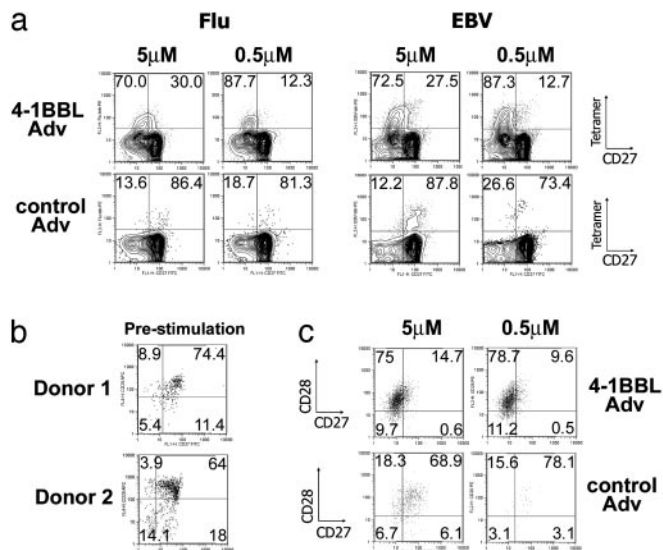 a
Flu EBV
5μM 0.5μM 5μM 0.5μM
4-1BBL Adv
70.0 30.0 87.7 12.3 72.5 27.5 87.3 12.7
Tetramer
CD27
control Adv
13.6 86.4 18.7 81.3 12.2 87.8 26.6 73.4
Tetramer
CD27
b
Pre-stimulation
Donor 1
8.9 74.4
5.4 11.4
Donor 2
3.9 64
14.1 18
c
5μM 0.5μM
CD28
CD27
75 14.7 78.7 9.6
9.7 0.6 11.2 0.5
4-1BBL Adv
CD28
CD27
18.3 68.9 15.6 78.1
6.7 6.1 3.1 3.1
control Adv